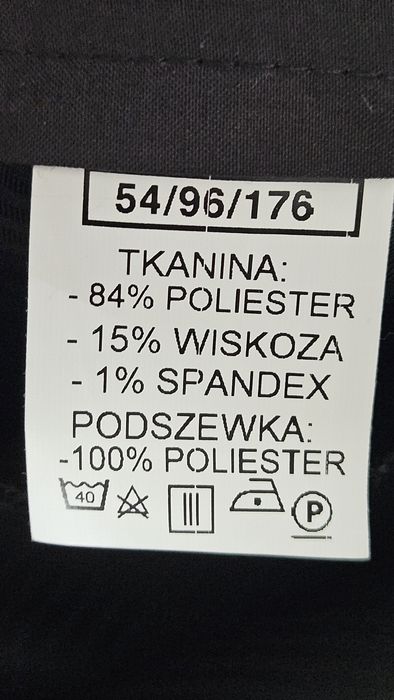 54/96/176
TKANINA:
- 84% POLIESTER
- 15% WISKOZA
- 1% SPANDEX
PODSZEWKA:
-100% POLIESTER
40 P